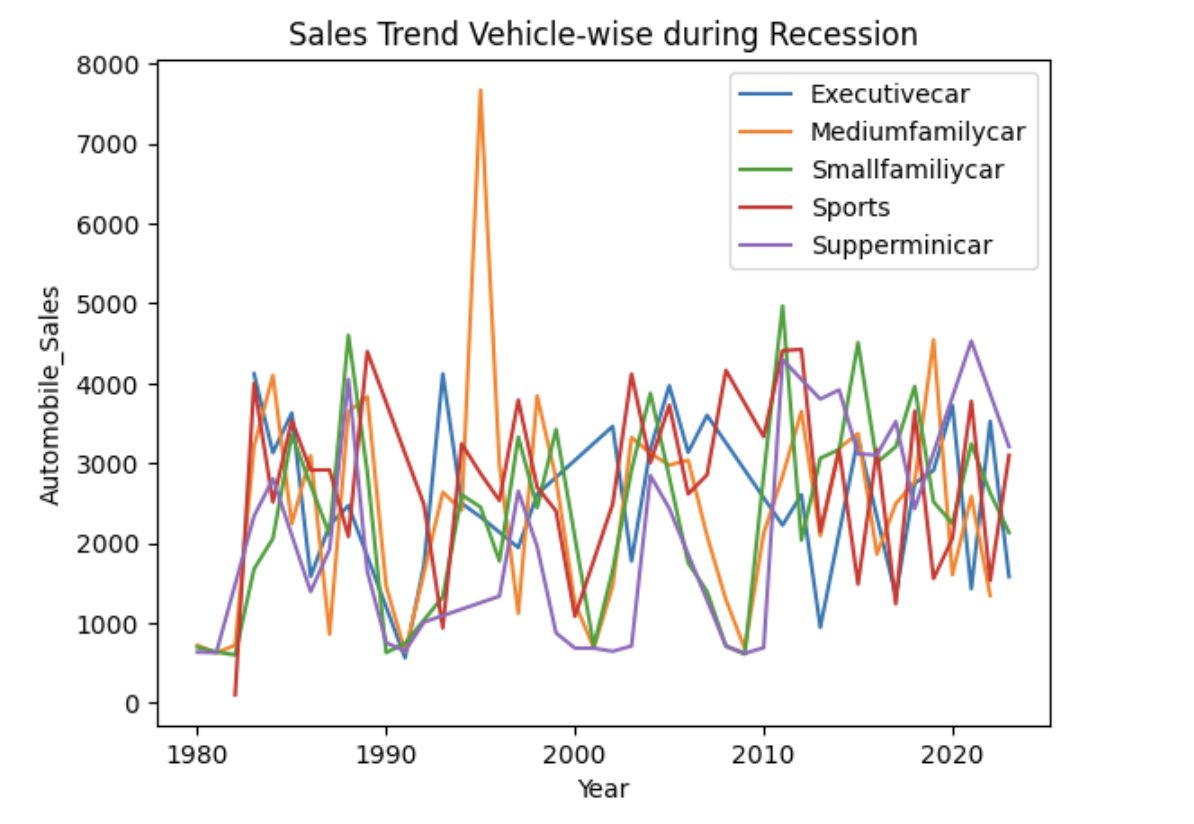 Sales Trend Vehicle-wise during Recession
8000
7000
6000
5000
4000
3000
2000
1000
0
Automobile_Sales
Executivecar
Mediumfamilycar
Smallfamiliycar
Sports
Supperminicar
1980 1990 2000 2010 2020
Year